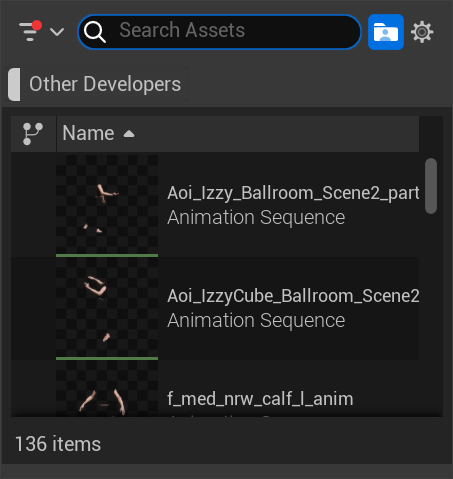 Search Assets
Other Developers
Name
Aoi_Izzy_Ballroom_Scene2_part
Animation Sequence
Aoi_IzzyCube_Ballroom_Scene2
Animation Sequence
f_med_nrw_calf_l_anim
136 items